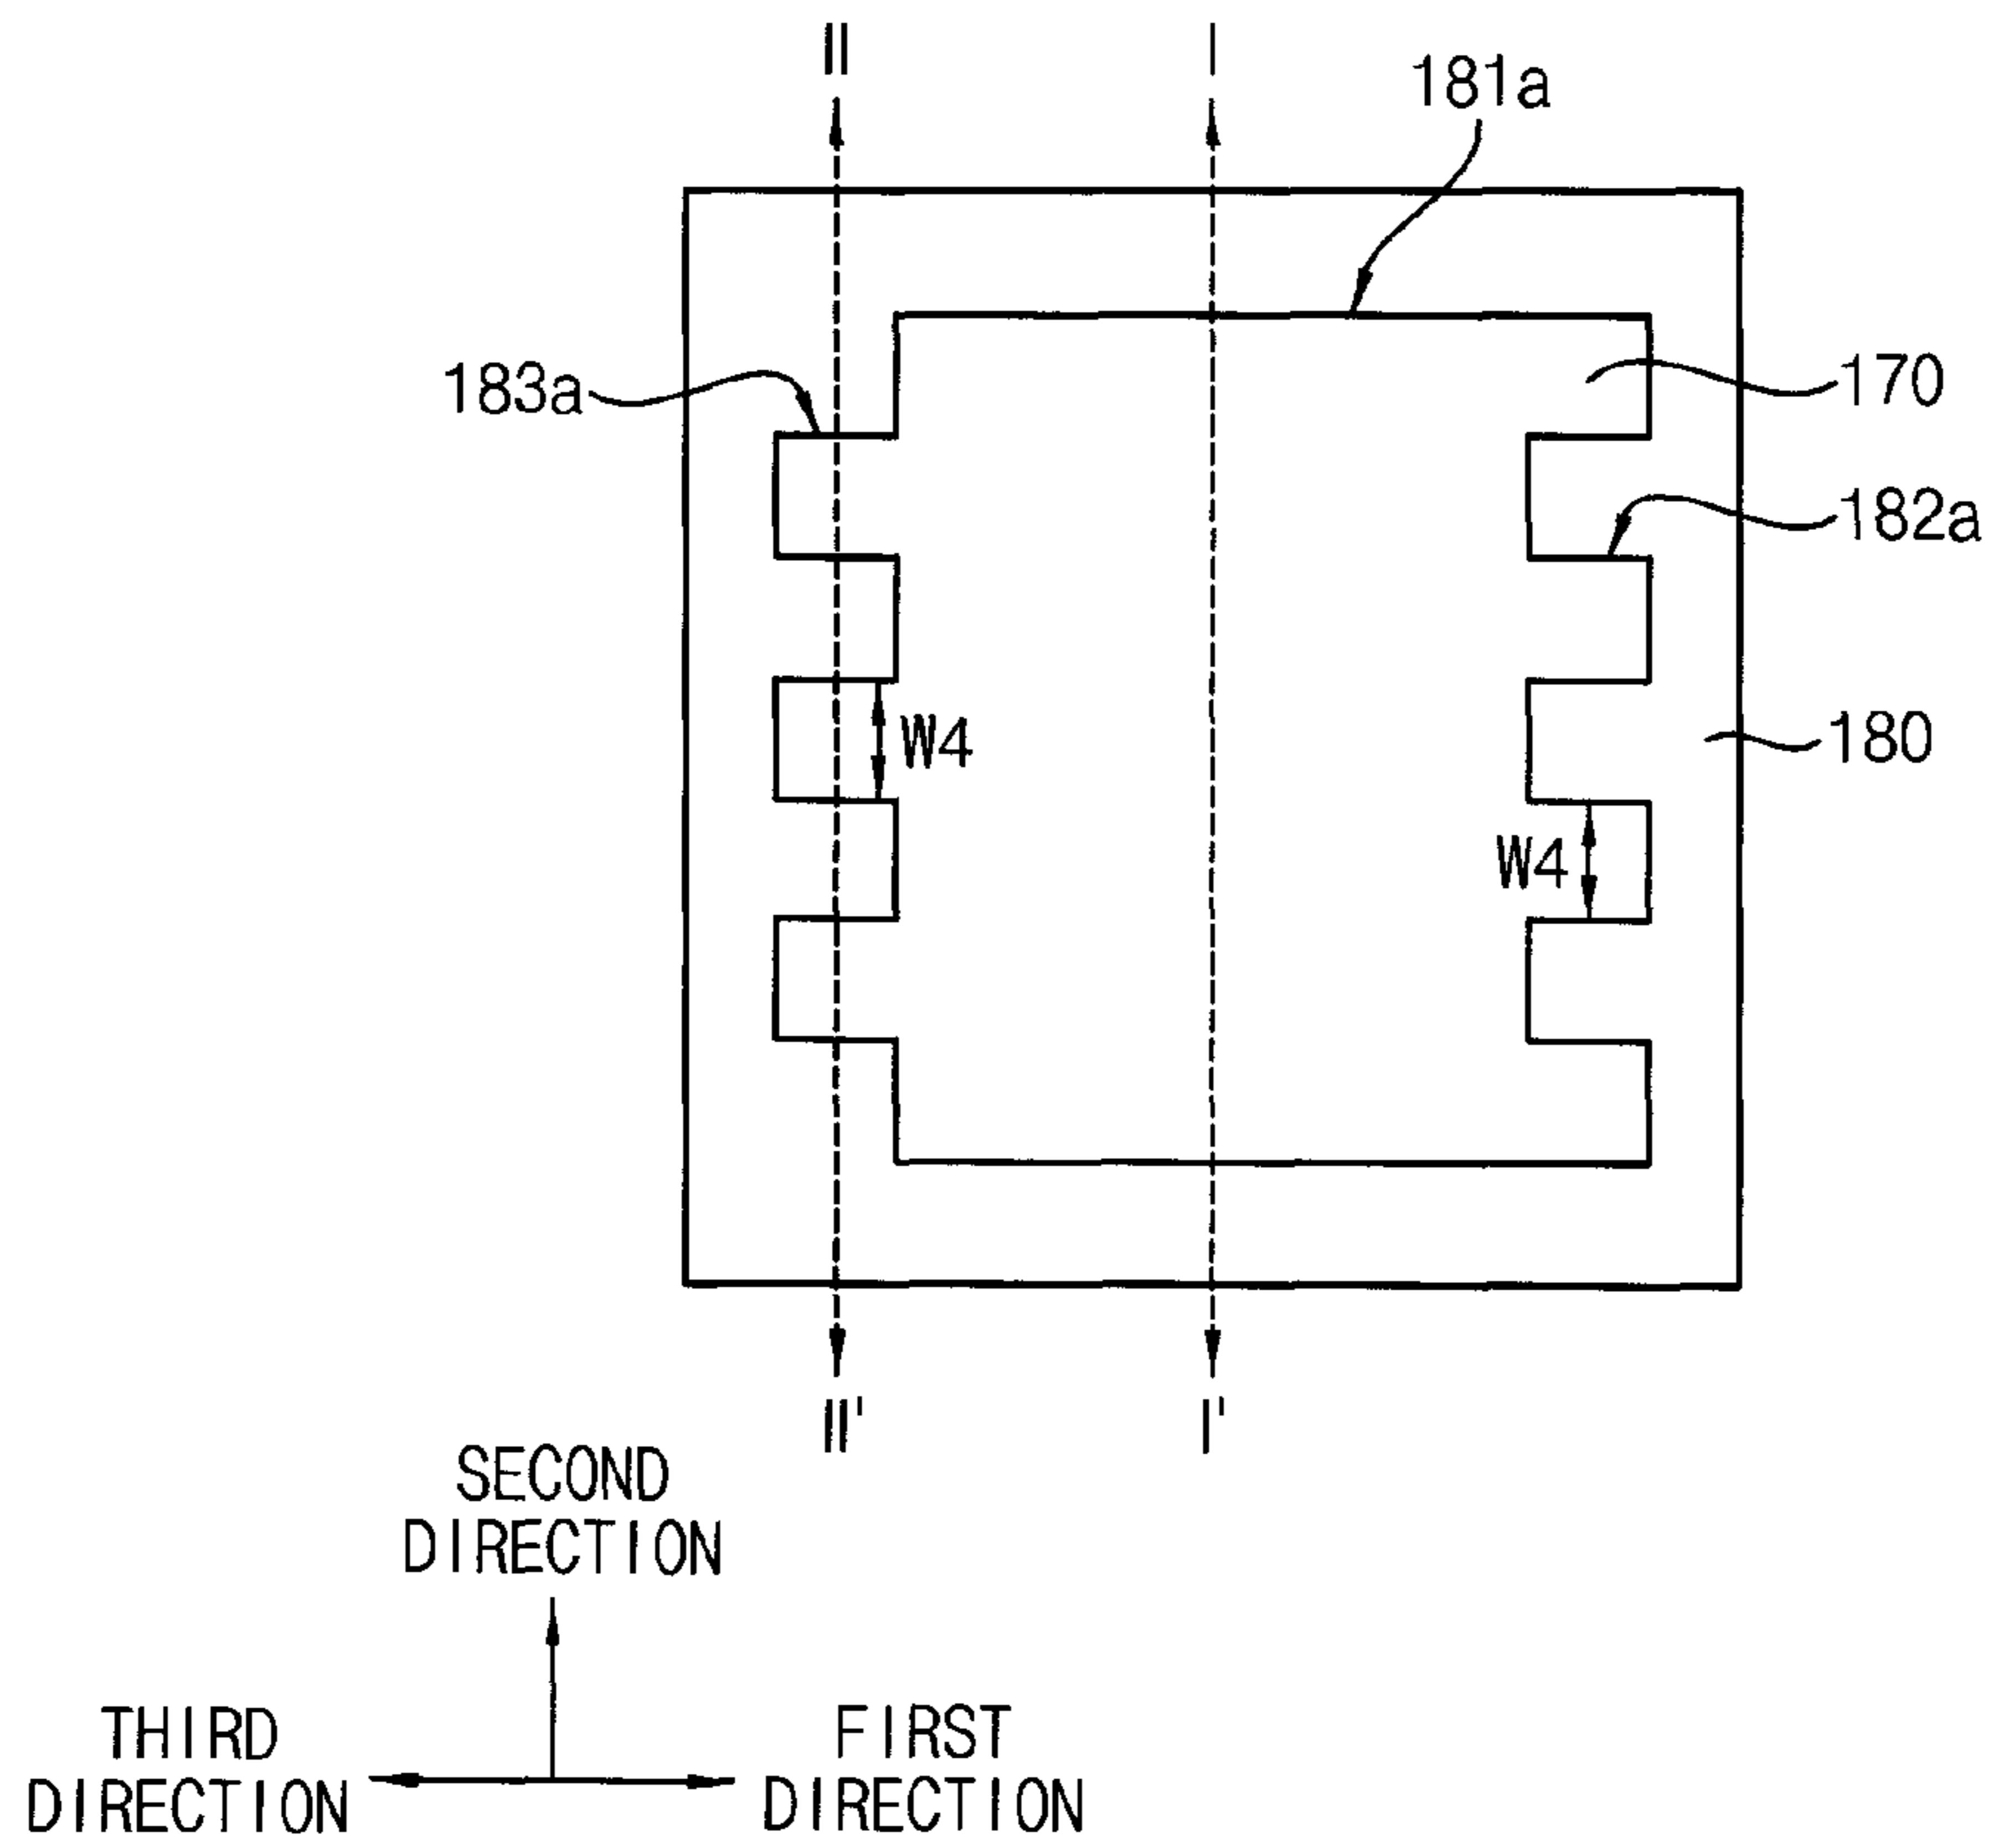 II
I
181a
183a
170
182a
W4
180
W4
II'
I'
SECOND
DIRECTION
THIRD
DIRECTION
FIRST
DIRECTION